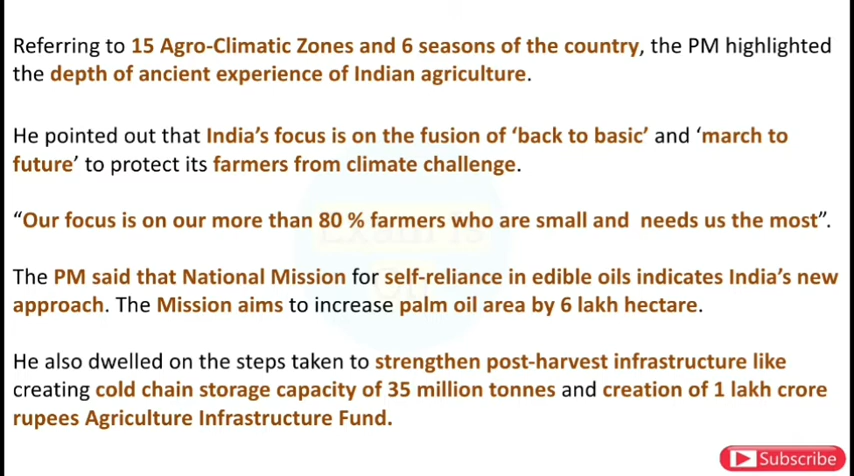 Referring to 15 Agro-Climatic Zones and 6 seasons of the country, the PM highlighted
the depth of ancient experience of Indian agriculture.
He pointed out that India's focus is on the fusion of 'back to basic' and 'march to
future' to protect its farmers from climate challenge.
"Our focus is on our more than 80 % farmers who are small and needs us the most".
The PM said that National Mission for self-reliance in edible oils indicates India's new
approach. The Mission aims to increase palm oil area by 6 lakh hectare.
He also dwelled on the steps taken to strengthen post-harvest infrastructure like
creating cold chain storage capacity of 35 million tonnes and creation of 1 lakh crore
rupees Agriculture Infrastructure Fund.
Subscribe